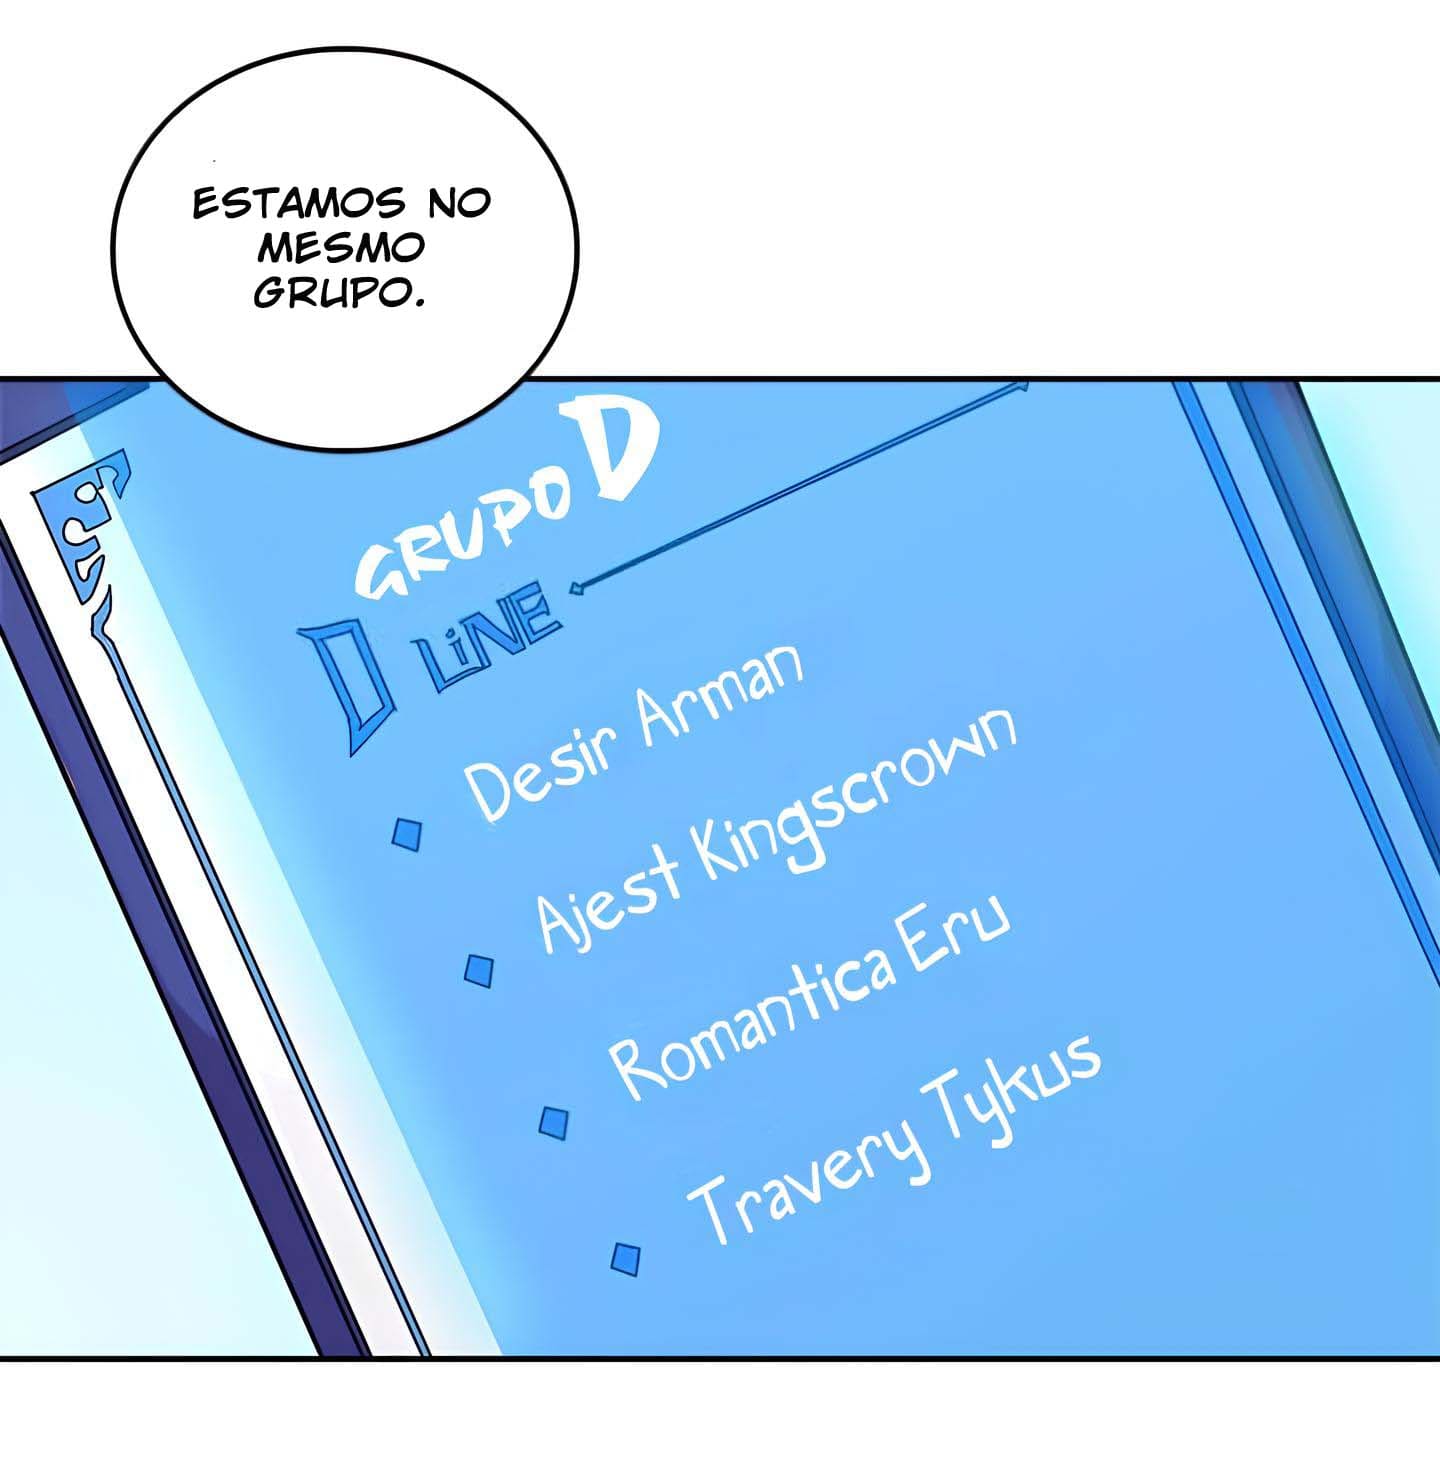 ESTAMOS NO
MESMO
GRUPO.
GRUPO D
D LiNE
Desir Arman
Ajest Kingscrown
Romantica Eru
Travery Tykus